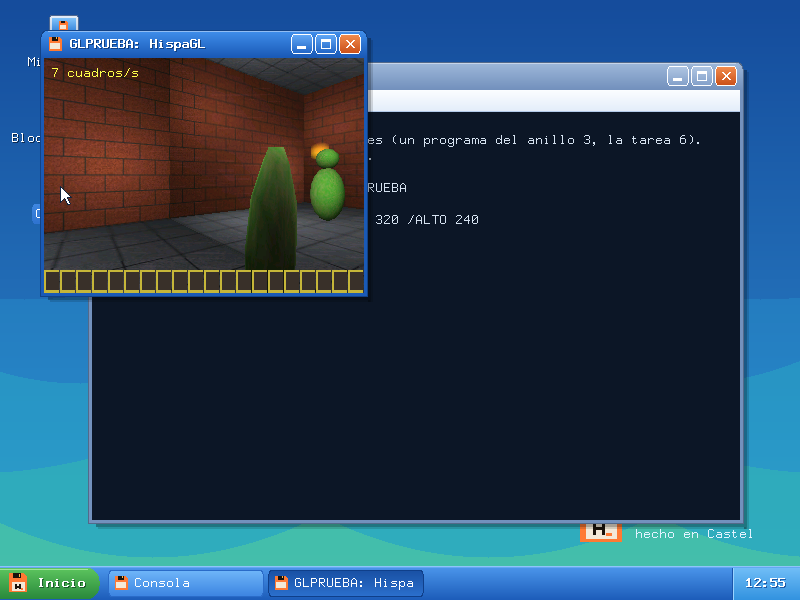 GLPRUEBA: HispaGL
7 cuadros/s
es (un programa del anillo 3, la tarea 6).
.
RUEBA
320 /ALTO 240
Mi
Bloc
H_
hecho en Castel
Inicio
Consola
GLPRUEBA: Hispa
12:55